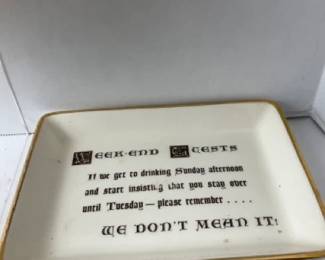 WEEK-END GUESTS
If we get to drinking Sunday afternoon
and start insisting that you stay over
until Tuesday — please remember . . . .
WE DON'T MEAN IT!